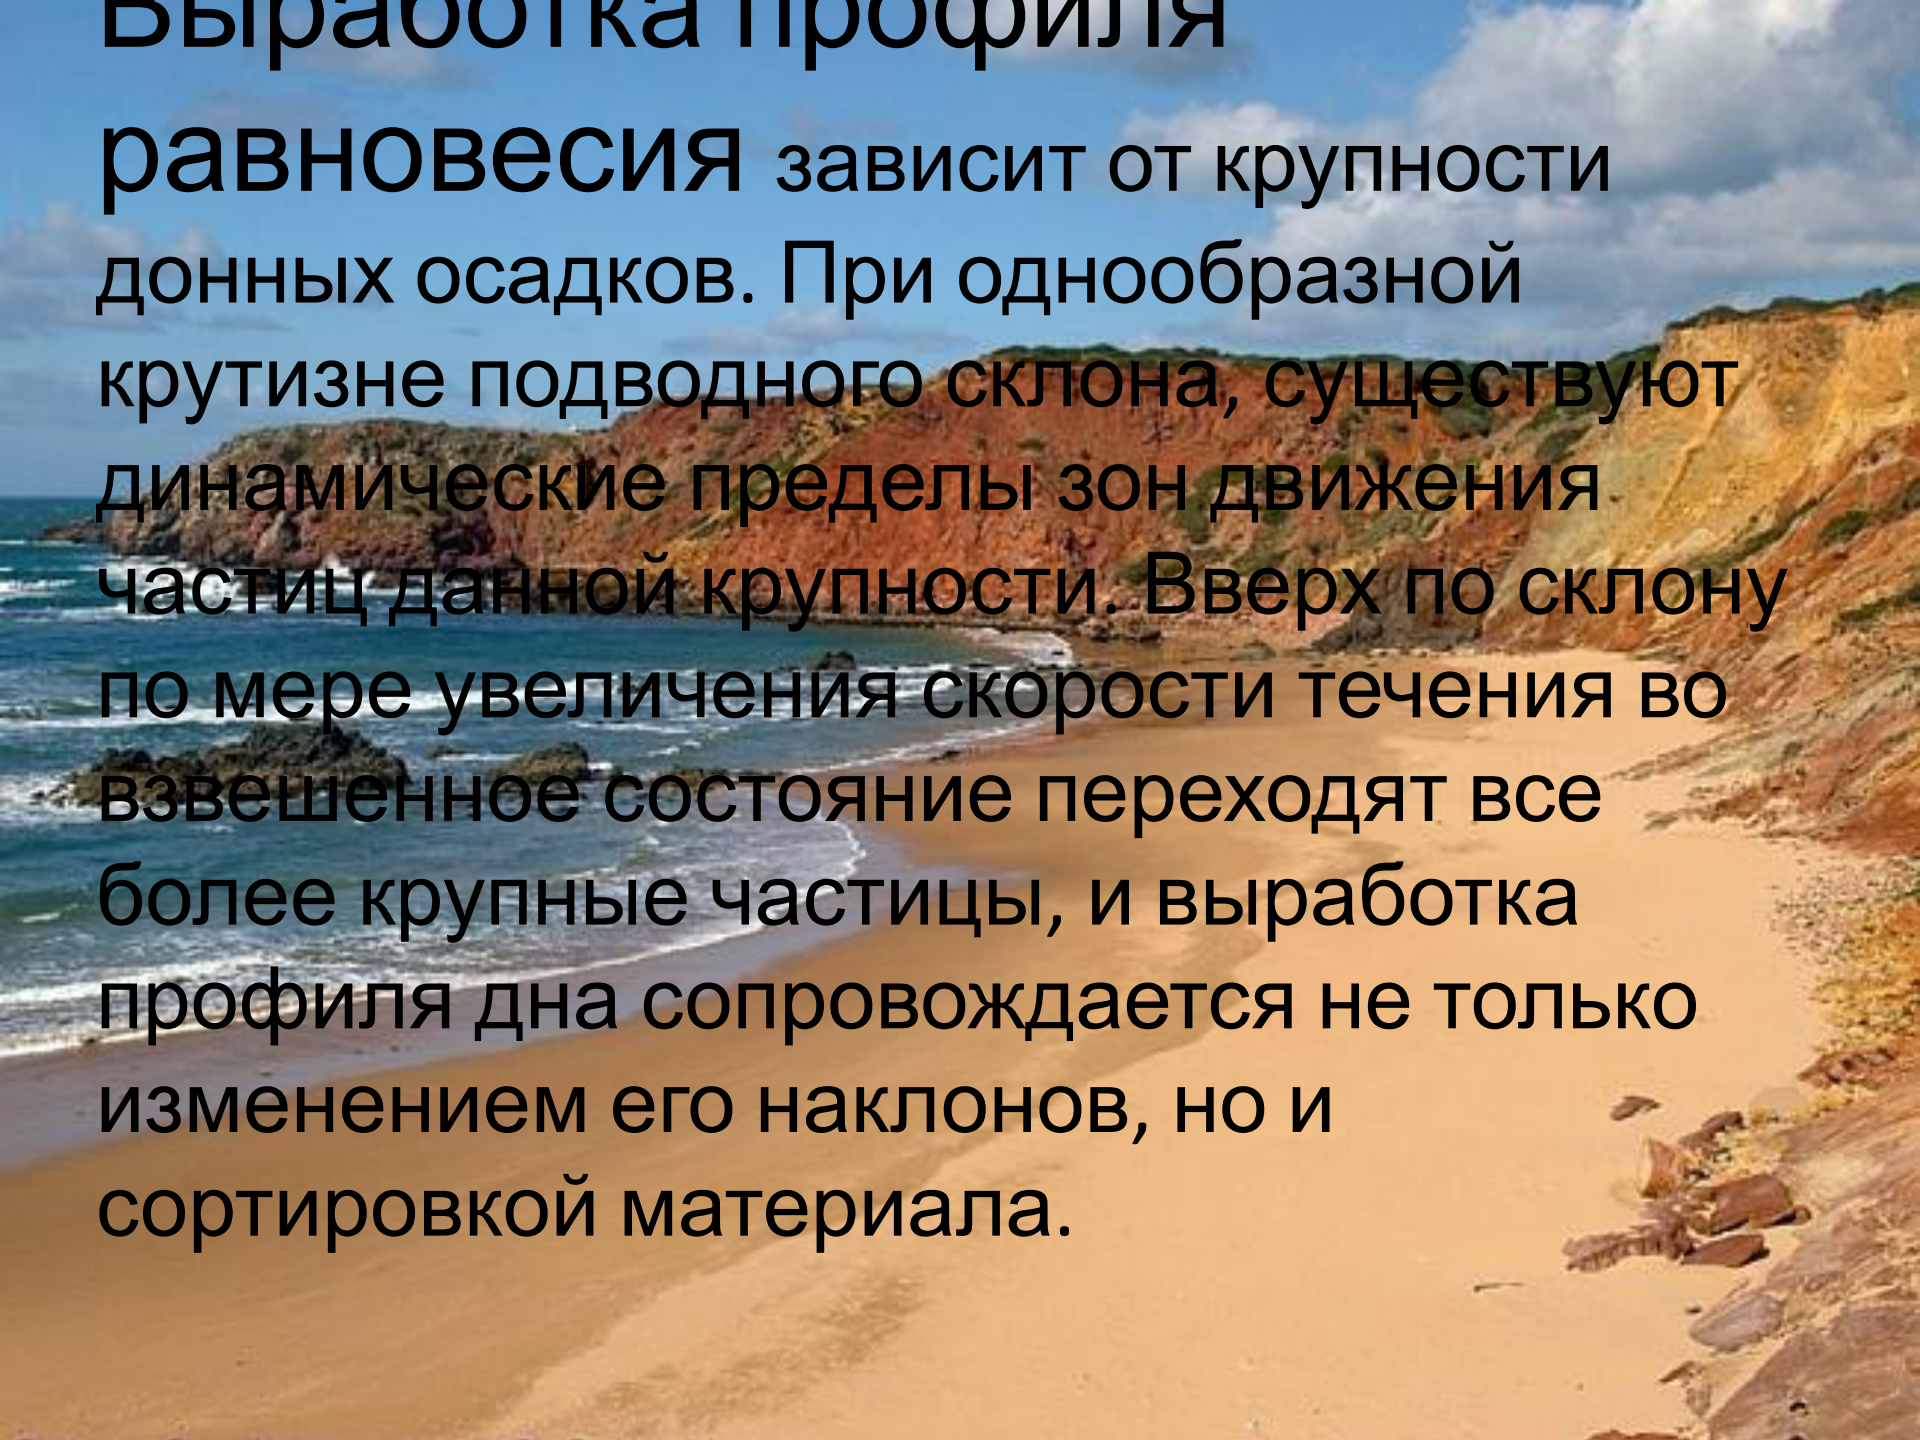 Выработка профиля
равновесия зависит от крупности
донных осадков. При однообразной
крутизне подводного склона, существуют
динамические пределы зон движения
частиц данной крупности. Вверх по склону
по мере увеличения скорости течения во
взвешенное состояние переходят все
более крупные частицы, и выработка
профиля дна сопровождается не только
изменением его наклонов, но и
сортировкой материала.